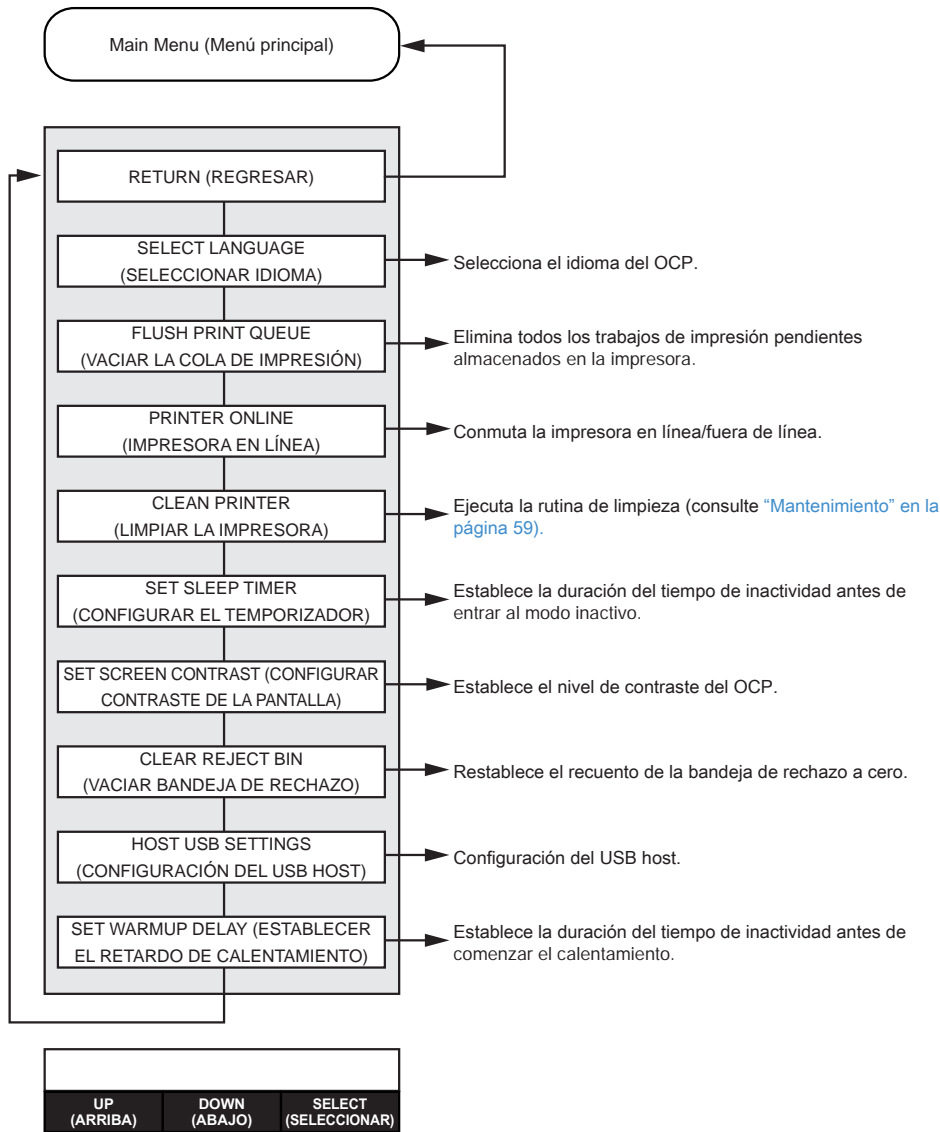 Main Menu (Menú principal)
RETURN (REGRESAR)
SELECT LANGUAGE
(SELECCIONAR IDIOMA)
Selecciona el idioma del OCP.
FLUSH PRINT QUEUE
(VACIAR LA COLA DE IMPRESIÓN)
Elimina todos los trabajos de impresión pendientes
almacenados en la impresora.
PRINTER ONLINE
(IMPRESORA EN LÍNEA)
Conmuta la impresora en línea/fuera de línea.
CLEAN PRINTER
(LIMPIAR LA IMPRESORA)
Ejecuta la rutina de limpieza (consulte “Mantenimiento” en la
página 59).
SET SLEEP TIMER
(CONFIGURAR EL TEMPORIZADOR)
Establece la duración del tiempo de inactividad antes de
entrar al modo inactivo.
SET SCREEN CONTRAST (CONFIGURAR
CONTRASTE DE LA PANTALLA)
Establece el nivel de contraste del OCP.
CLEAR REJECT BIN
(VACIAR BANDEJA DE RECHAZO)
Restablece el recuento de la bandeja de rechazo a cero.
HOST USB SETTINGS
(CONFIGURACIÓN DEL USB HOST)
Configuración del USB host.
SET WARMUP DELAY (ESTABLECER
EL RETARDO DE CALENTAMIENTO)
Establece la duración del tiempo de inactividad antes de
comenzar el calentamiento.
UP DOWN SELECT
(ARRIBA) (ABAJO) (SELECCIONAR)